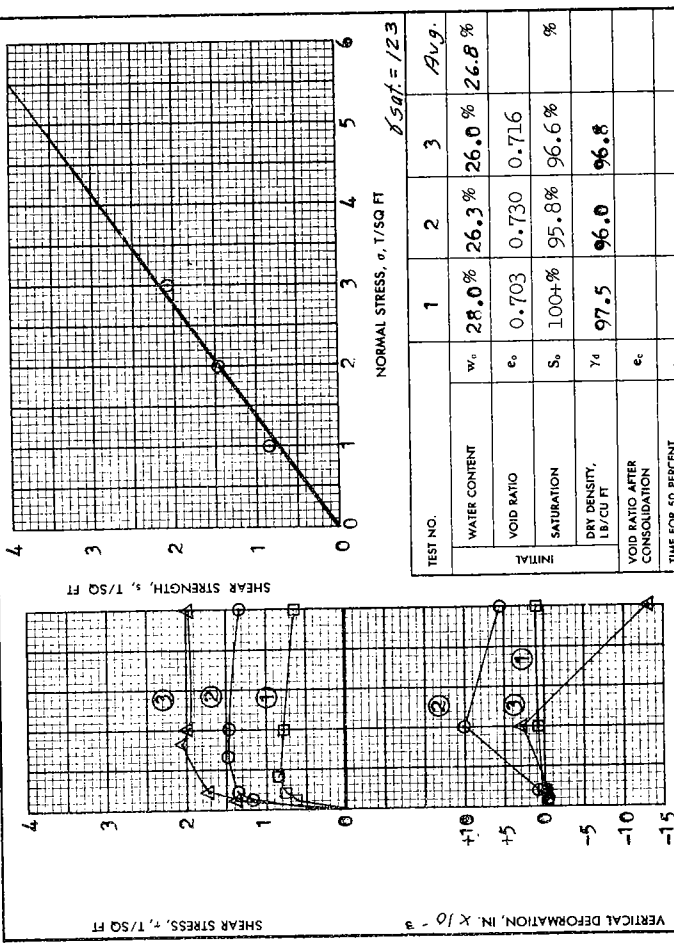 SHEAR STRESS, τ, T/SQ FT
4
3
2
1
0
③
②
①
VERTICAL DEFORMATION, IN. × 10⁻³
+10
+5
0
-5
-10
-15
②
③
①
SHEAR STRENGTH, s, T/SQ FT
4
3
2
1
0
0 1 2 3 4 5 6
NORMAL STRESS, σ, T/SQ FT
γsat = 123
TEST NO. 1 2 3 Avg.
INITIAL
WATER CONTENT w₀ 28.0% 26.3% 26.0% 26.8%
VOID RATIO e₀ 0.703 0.730 0.716
SATURATION S₀ 100+% 95.8% 96.6% %
DRY DENSITY, LB/CU FT γd 97.5 96.0 96.8
VOID RATIO AFTER CONSOLIDATION ec
TIME FOR 50 PERCENT